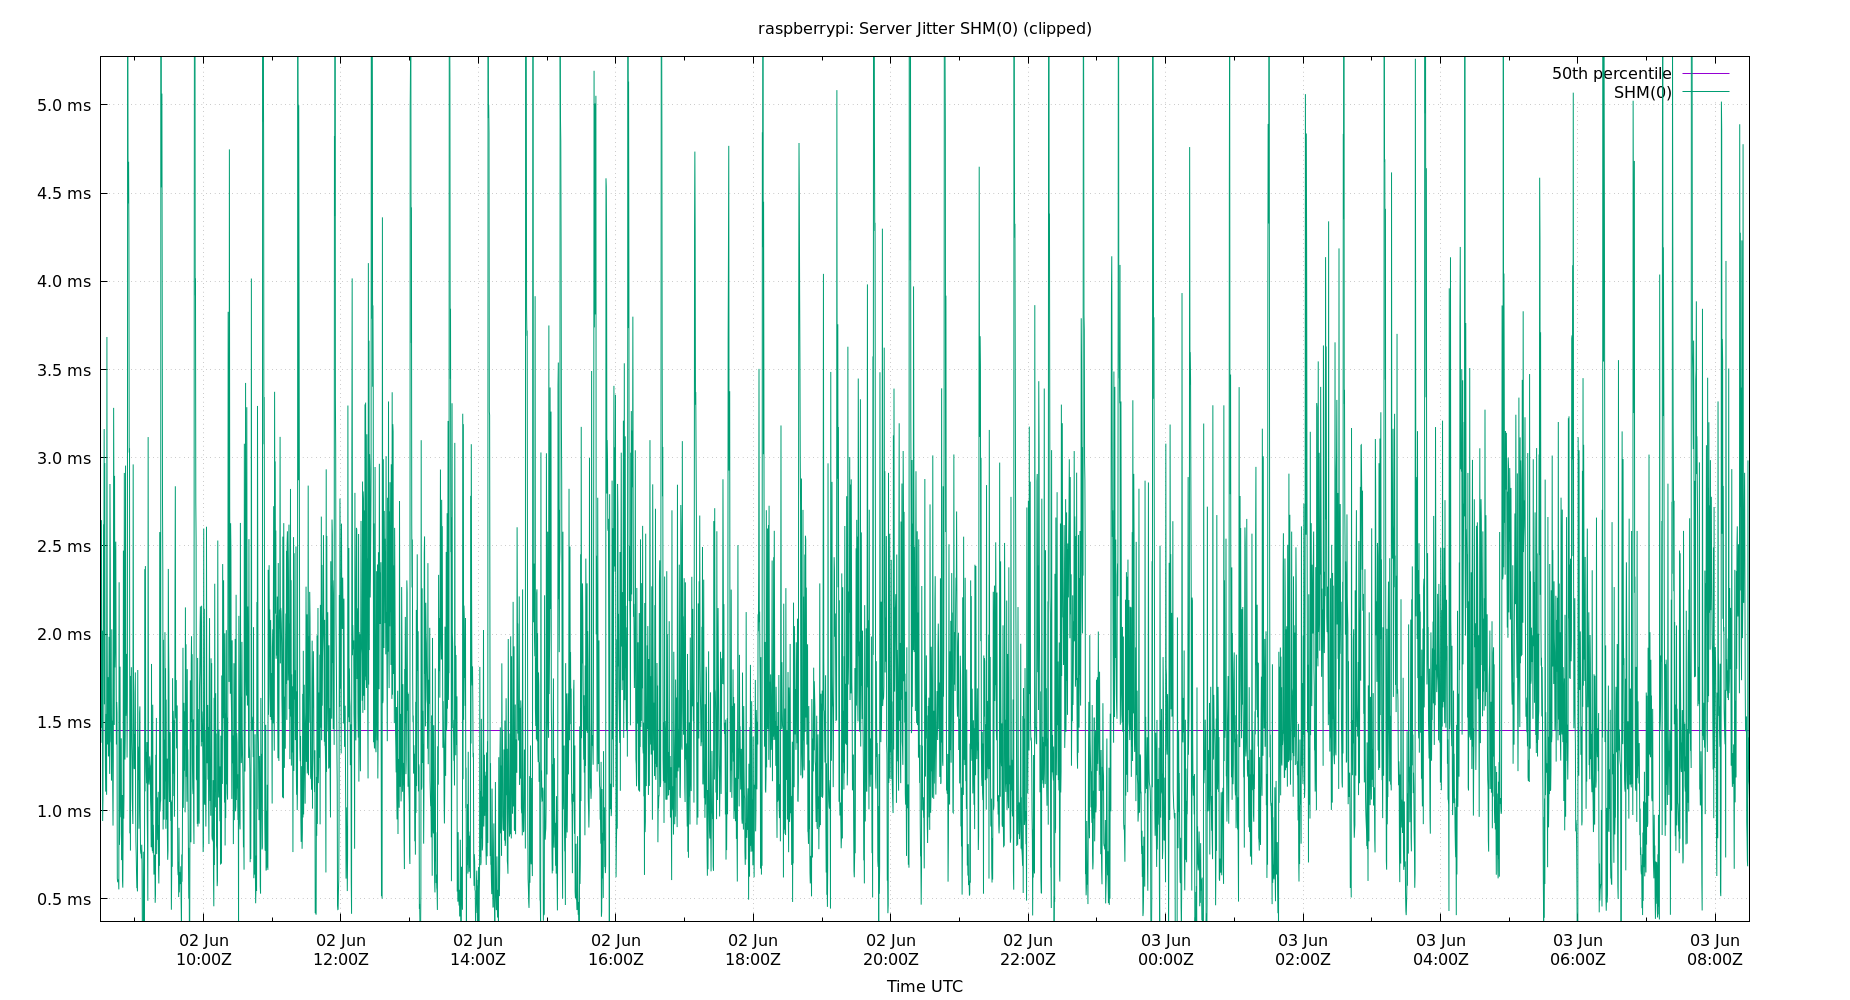 raspberrypi: Server Jitter SHM(0) (clipped)
50th percentile
SHM(0)
5.0 ms
4.5 ms
4.0 ms
3.5 ms
3.0 ms
2.5 ms
2.0 ms
1.5 ms
1.0 ms
0.5 ms
02 Jun 02 Jun 02 Jun 02 Jun 02 Jun 02 Jun 02 Jun 03 Jun 03 Jun 03 Jun 03 Jun 03 Jun
10:00Z 12:00Z 14:00Z 16:00Z 18:00Z 20:00Z 22:00Z 00:00Z 02:00Z 04:00Z 06:00Z 08:00Z
Time UTC